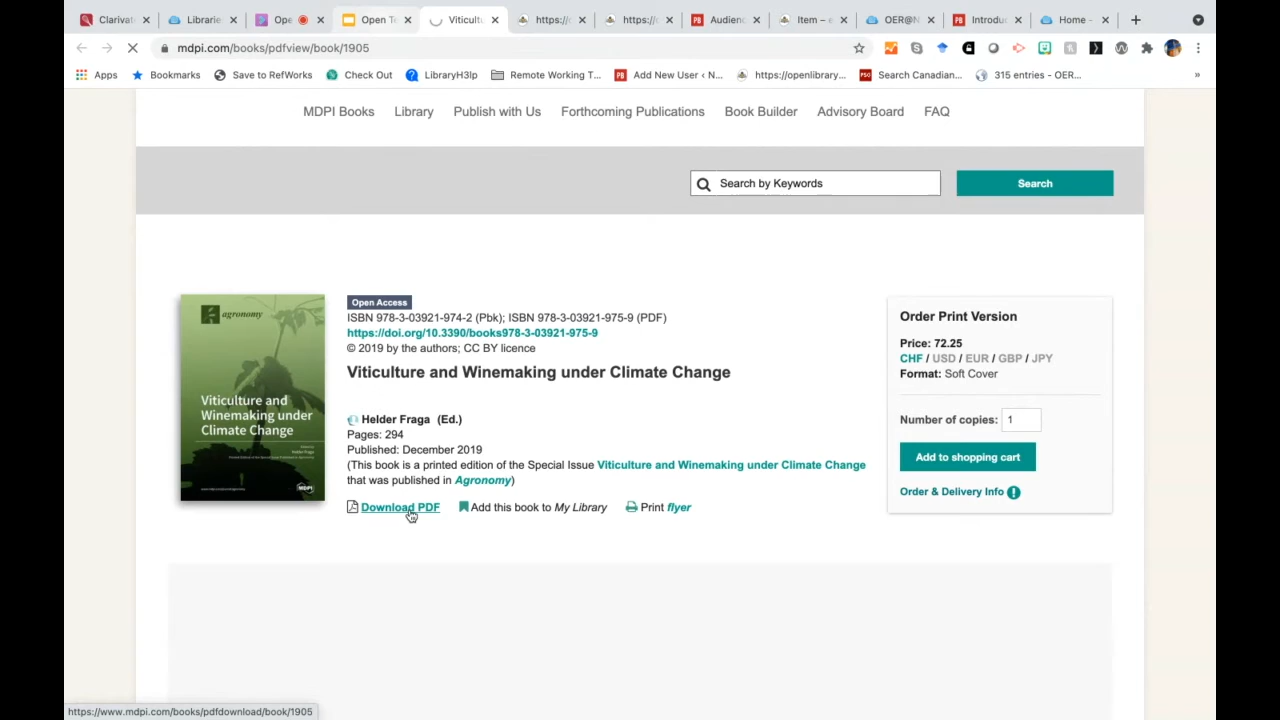 Clarivat
Librarie
Ope
Open Te
Viticultu
https://c
https://e
Audienc
Item – e
OER@N
Introduc
Home -
mdpi.com/books/pdfview/book/1905
Apps
Bookmarks
Save to RefWorks
Check Out
LibraryH3lp
Remote Working T...
Add New User ‹ N...
https://openlibrary...
Search Canadian...
315 entries - OER...
»
MDPI Books
Library
Publish with Us
Forthcoming Publications
Book Builder
Advisory Board
FAQ
Search by Keywords
Search
agronomy
Viticulture and
Winemaking under
Climate Change
MDPI
Open Access
ISBN 978-3-03921-974-2 (Pbk); ISBN 978-3-03921-975-9 (PDF)
https://doi.org/10.3390/books978-3-03921-975-9
© 2019 by the authors; CC BY licence
Viticulture and Winemaking under Climate Change
Helder Fraga (Ed.)
Pages: 294
Published: December 2019
(This book is a printed edition of the Special Issue Viticulture and Winemaking under Climate Change
that was published in Agronomy)
Download PDF
Add this book to My Library
Print flyer
Order Print Version
Price: 72.25
CHF / USD / EUR / GBP / JPY
Format: Soft Cover
Number of copies: 1
Add to shopping cart
Order & Delivery Info
https://www.mdpi.com/books/pdfdownload/book/1905